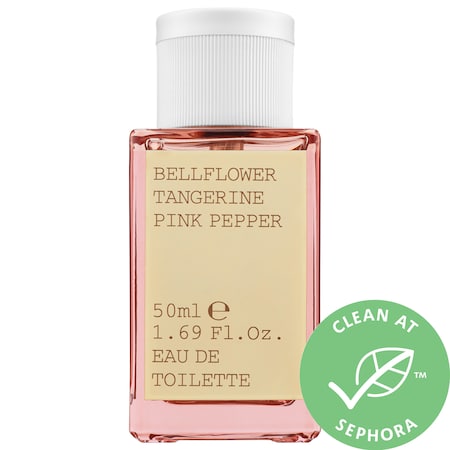 BELLFLOWER
TANGERINE
PINK PEPPER
50ml ℮
1.69 Fl.Oz.
EAU DE
TOILETTE
CLEAN AT
™
SEPHORA